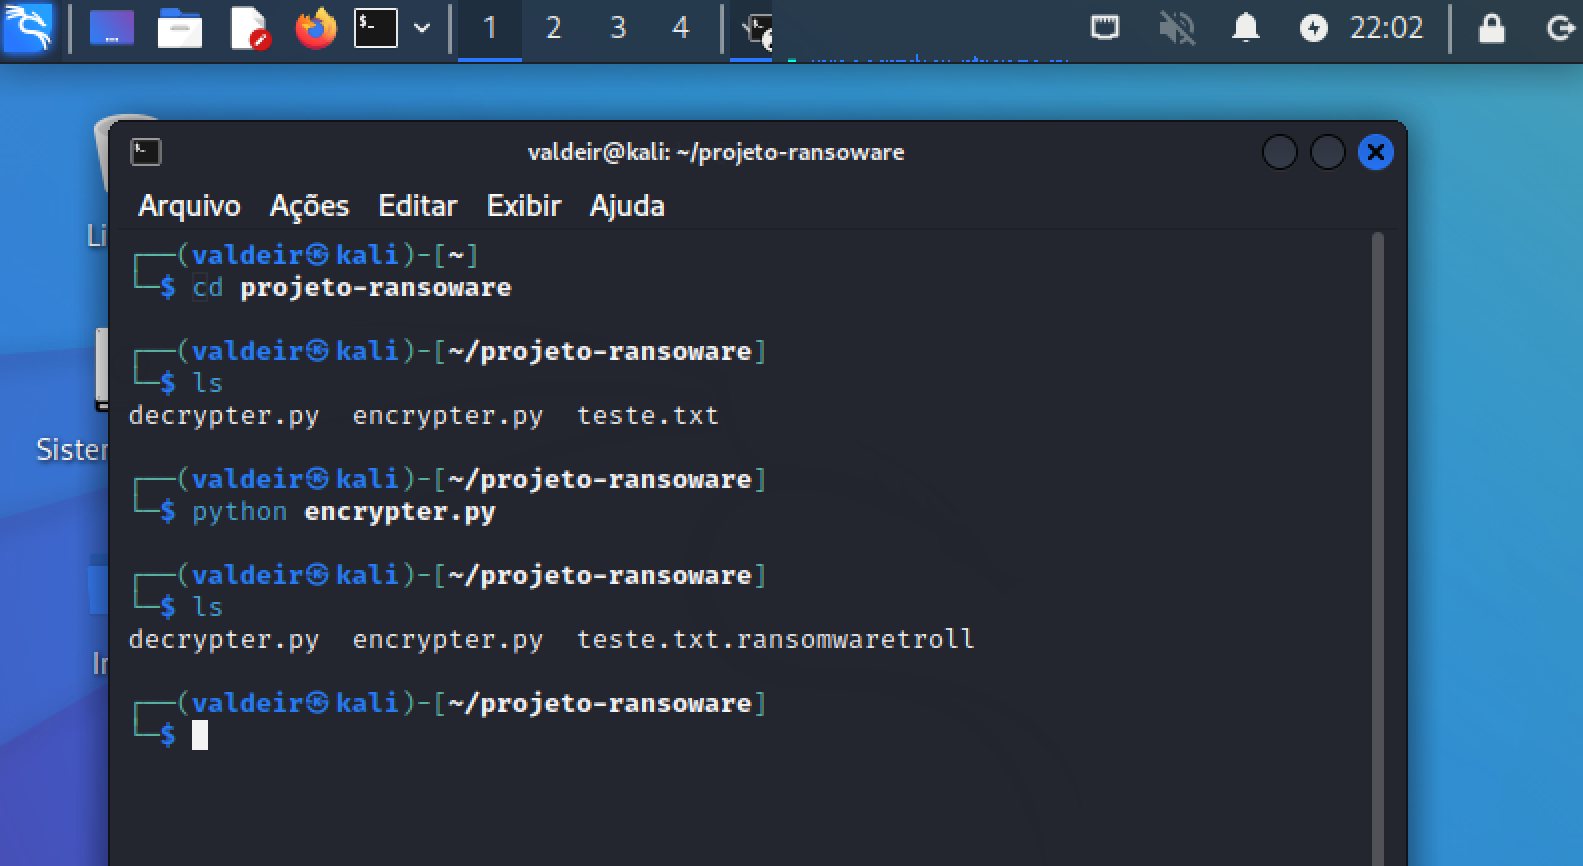 1 2 3 4 22:02
valdeir@kali: ~/projeto-ransoware
Arquivo Ações Editar Exibir Ajuda
Li
Sister
In
┌──(valdeir㉿kali)-[~]
└─$ cd projeto-ransoware
┌──(valdeir㉿kali)-[~/projeto-ransoware]
└─$ ls
decrypter.py encrypter.py teste.txt
┌──(valdeir㉿kali)-[~/projeto-ransoware]
└─$ python encrypter.py
┌──(valdeir㉿kali)-[~/projeto-ransoware]
└─$ ls
decrypter.py encrypter.py teste.txt.ransomwaretroll
┌──(valdeir㉿kali)-[~/projeto-ransoware]
└─$